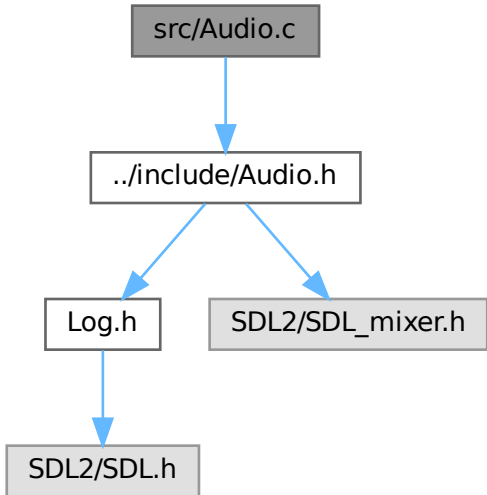 src/Audio.c
../include/Audio.h
Log.h
SDL2/SDL_mixer.h
SDL2/SDL.h